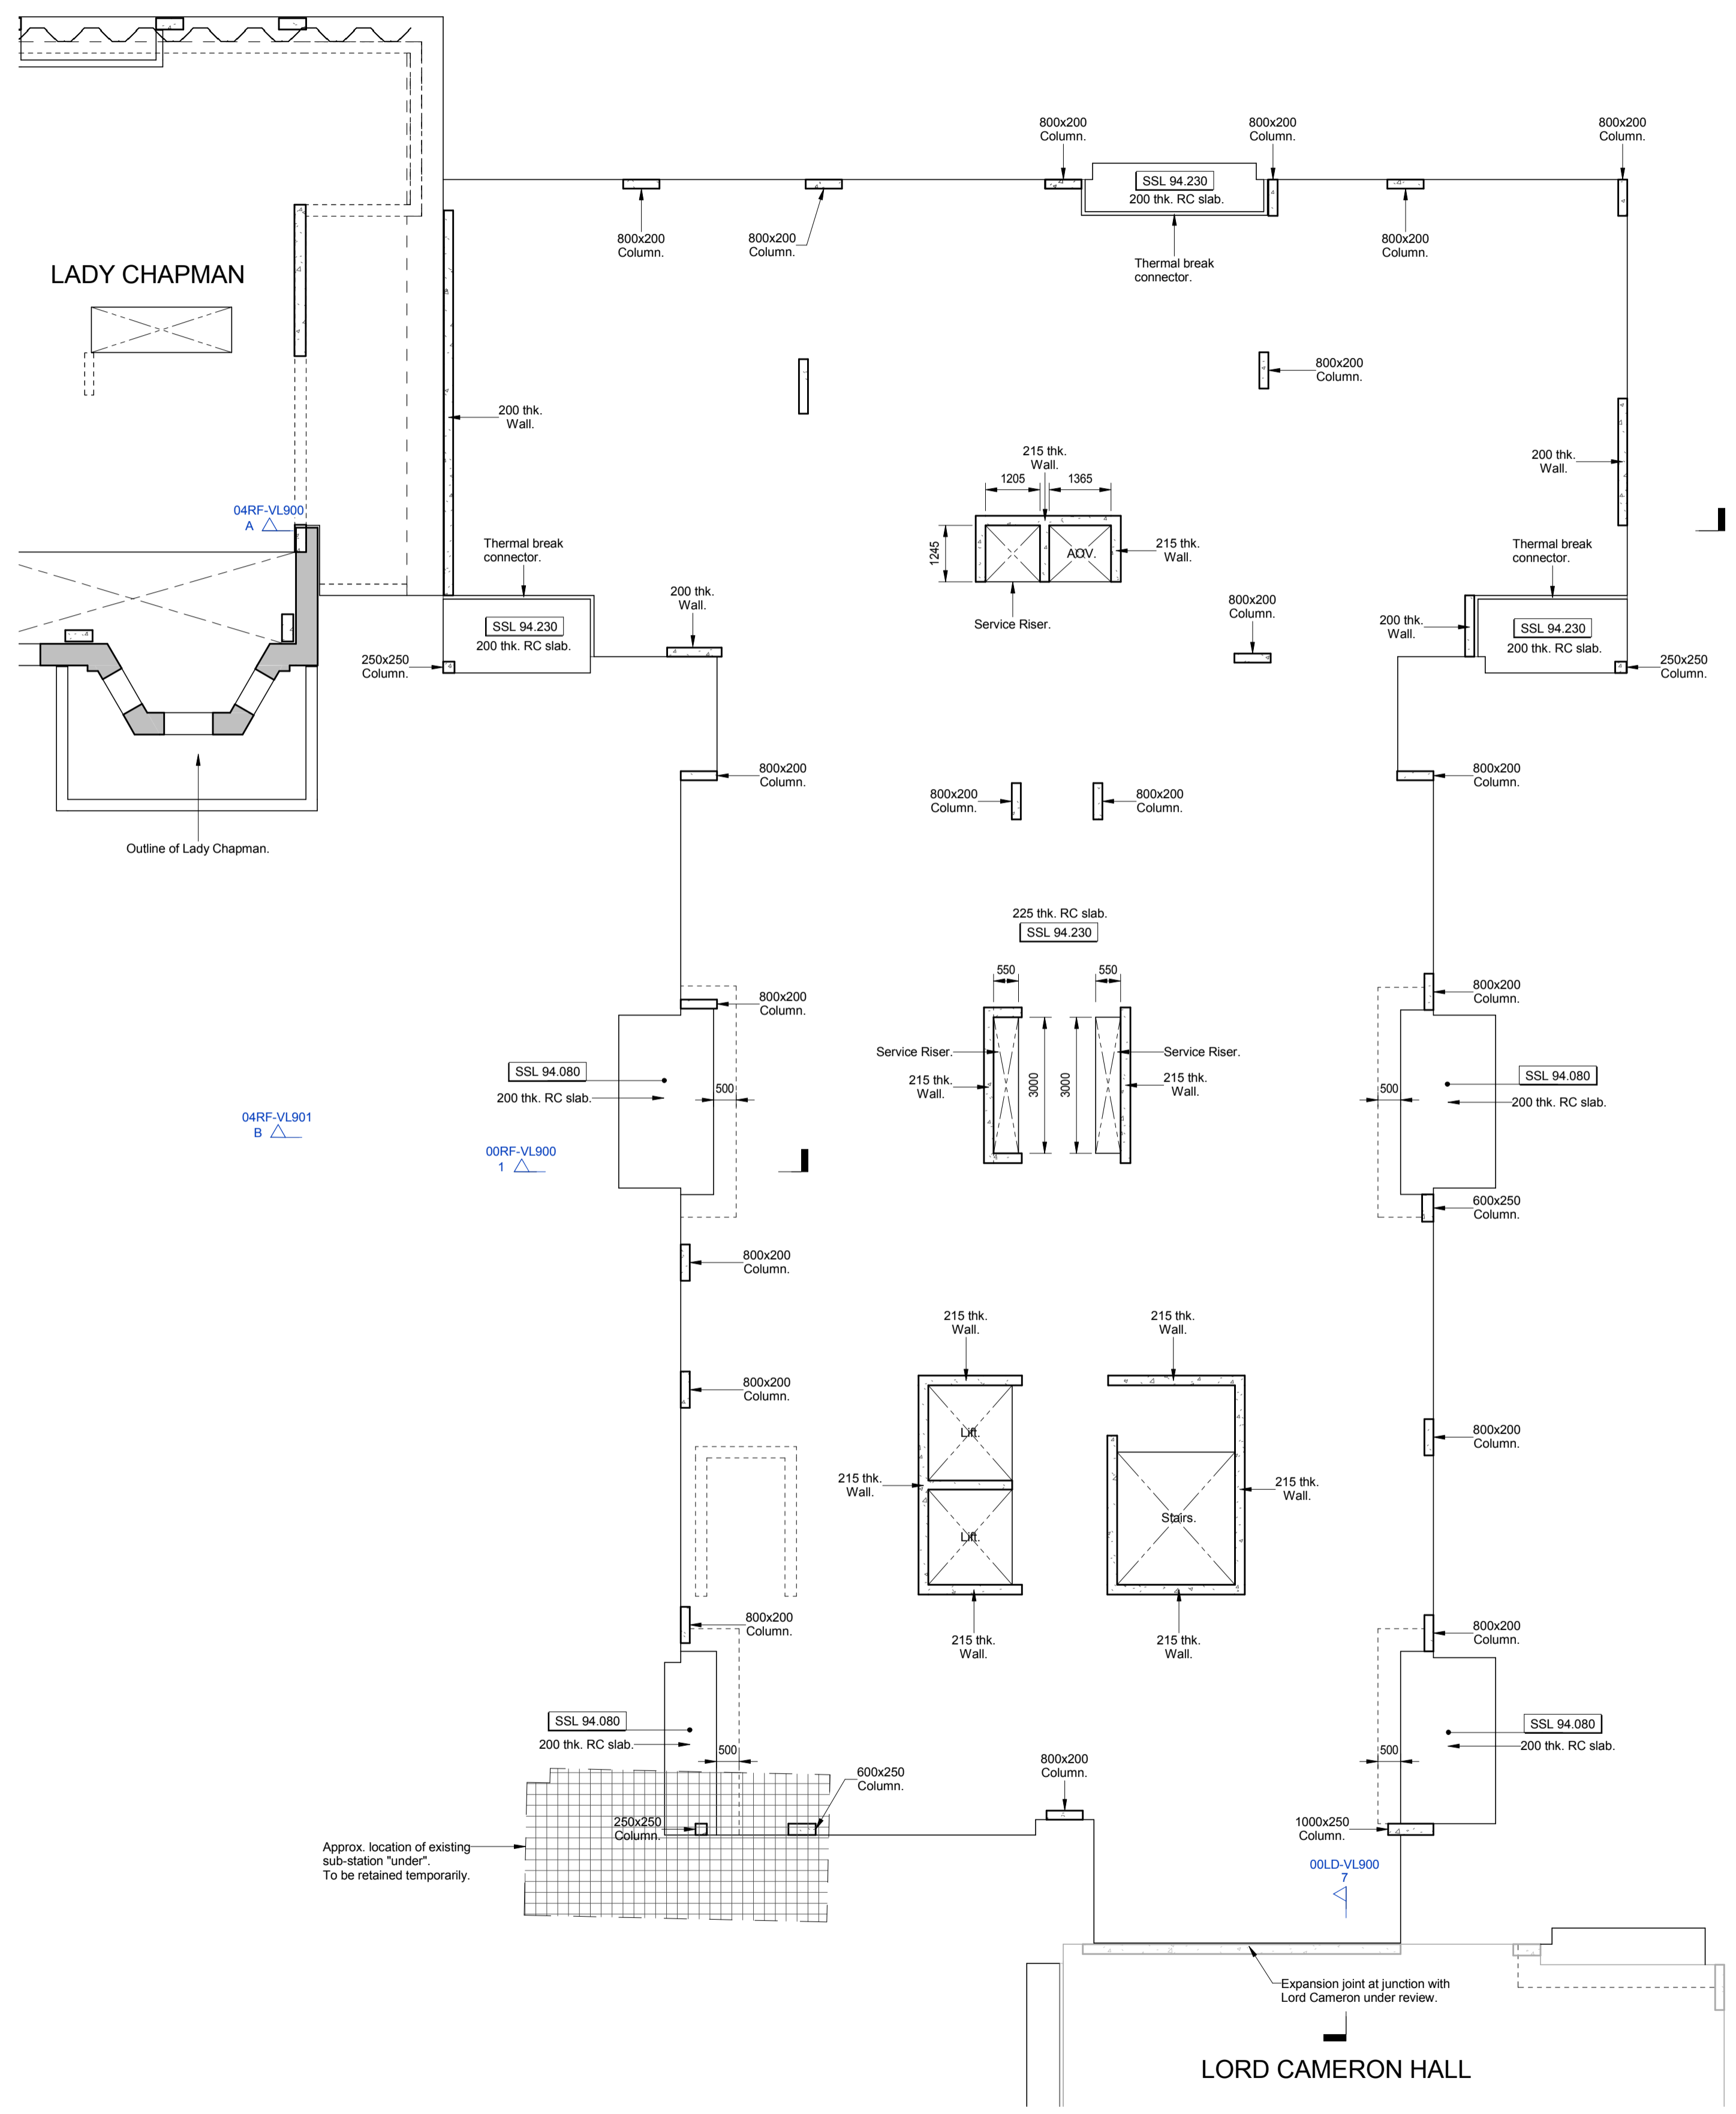 800x200
Column.
800x200
Column.
800x200
Column.
SSL 94.230
200 thk. RC slab.
800x200
Column.
800x200
Column.
800x200
Column.
Thermal break
connector.
LADY CHAPMAN
800x200
Column.
200 thk.
Wall.
215 thk.
Wall.
1205
1365
200 thk.
Wall.
04RF-VL900
A
Thermal break
connector.
1245
AOV.
215 thk.
Wall.
Thermal break
connector.
200 thk.
Wall.
800x200
Column.
Service Riser.
SSL 94.230
200 thk. RC slab.
200 thk.
Wall.
SSL 94.230
200 thk. RC slab.
250x250
Column.
250x250
Column.
800x200
Column.
800x200
Column.
800x200
Column.
800x200
Column.
Outline of Lady Chapman.
225 thk. RC slab.
SSL 94.230
550
550
800x200
Column.
800x200
Column.
Service Riser.
Service Riser.
215 thk.
Wall.
3000
3000
215 thk.
Wall.
SSL 94.080
200 thk. RC slab.
500
500
SSL 94.080
200 thk. RC slab.
04RF-VL901
B
00RF-VL900
1
600x250
Column.
800x200
Column.
215 thk.
Wall.
215 thk.
Wall.
800x200
Column.
Lift.
800x200
Column.
215 thk.
Wall.
215 thk.
Wall.
Stairs.
Lift.
800x200
Column.
215 thk.
Wall.
215 thk.
Wall.
800x200
Column.
SSL 94.080
200 thk. RC slab.
500
500
SSL 94.080
200 thk. RC slab.
800x200
Column.
600x250
Column.
250x250
Column.
1000x250
Column.
Approx. location of existing
sub-station "under".
To be retained temporarily.
00LD-VL900
7
Expansion joint at junction with
Lord Cameron under review.
LORD CAMERON HALL